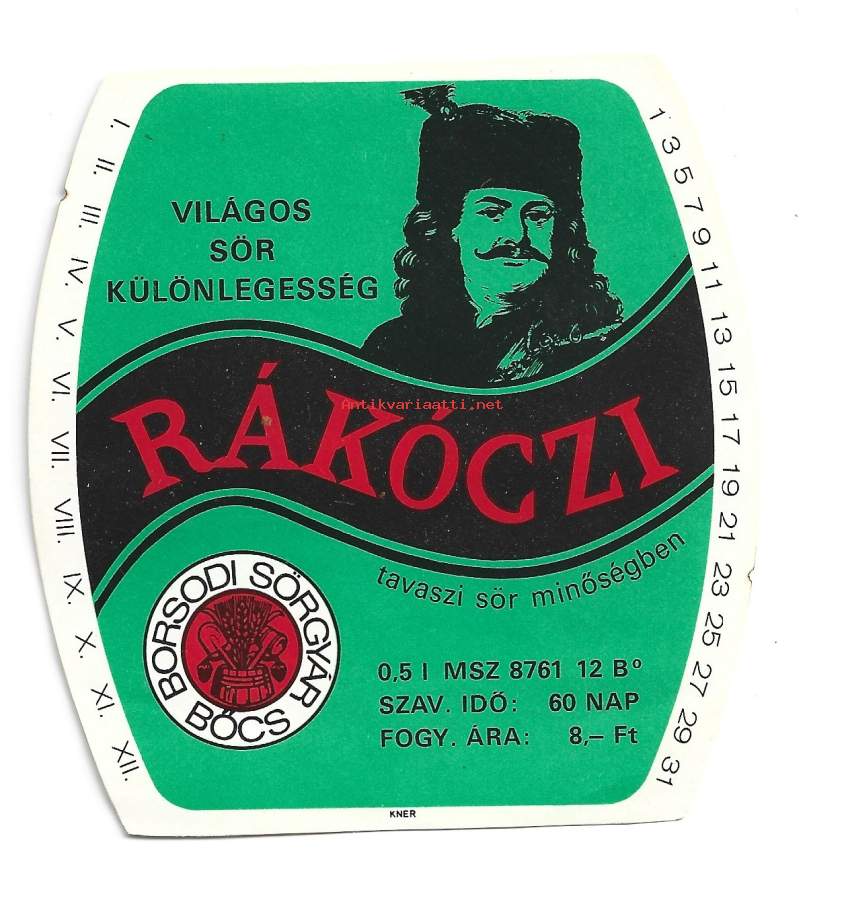 VILÁGOS
SÖR
KÜLÖNLEGESSÉG
RÁKÓCZI
Antikvariaatti.net
tavaszi sör minőségben
BORSODI SÖRGYÁR
BŐCS
0,5 l MSZ 8761 12 Bº
SZAV. IDŐ: 60 NAP
FOGY. ÁRA: 8,– Ft
I. II. III. IV. V. VI. VII. VIII. IX. X. XI. XII.
1 3 5 7 9 11 13 15 17 19 21 23 25 27 29 31
KNER